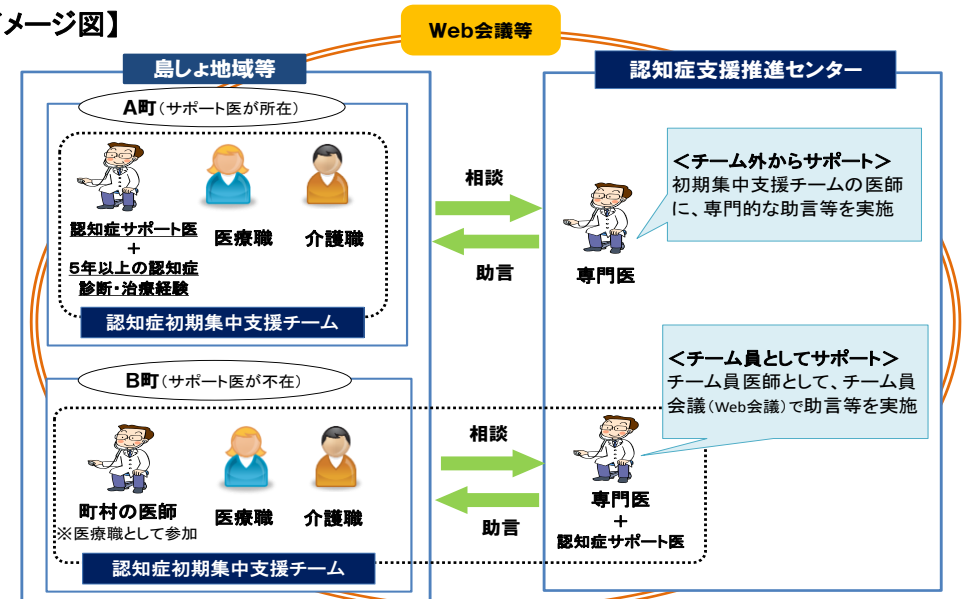 メージ図】
Web会議等
島しょ地域等
A町（サポート医が所在）
認知症サポート医
＋
5年以上の認知症
診断・治療経験
医療職
介護職
認知症初期集中支援チーム
相談
助言
認知症支援推進センター
専門医
＜チーム外からサポート＞
初期集中支援チームの医師
に、専門的な助言等を実施
B町（サポート医が不在）
町村の医師
※医療職として参加
医療職
介護職
認知症初期集中支援チーム
相談
助言
専門医
＋
認知症サポート医
＜チーム員としてサポート＞
チーム員医師として、チーム員
会議（Web会議）で助言等を実施